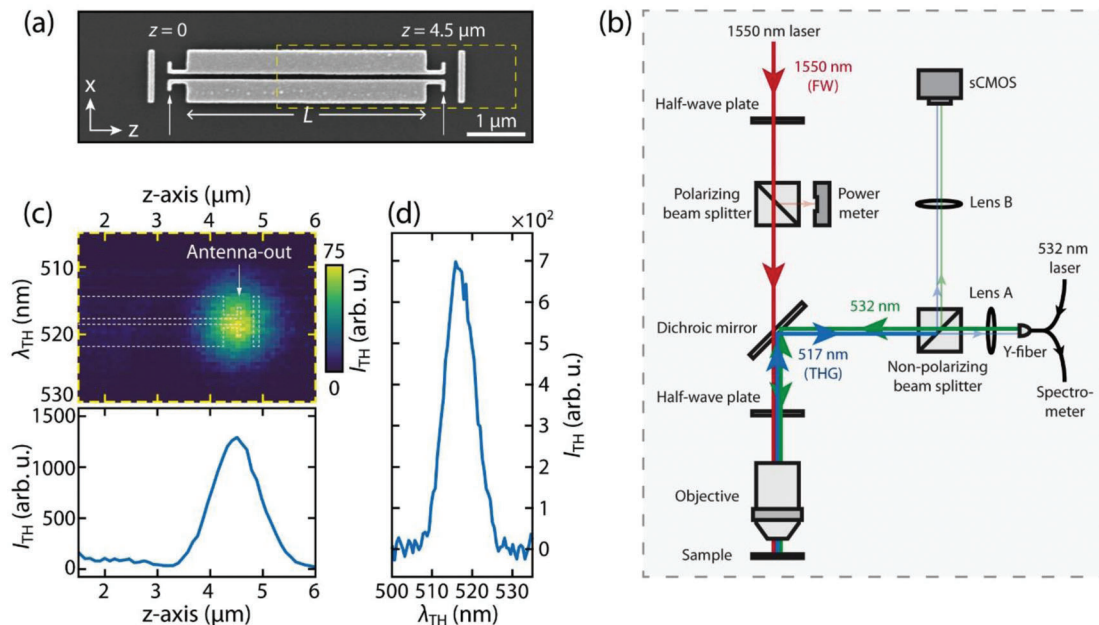 (a)
z = 0
z = 4.5 μm
x
z
L
1 μm
(b)
1550 nm laser
1550 nm
(FW)
Half-wave plate
Polarizing
beam splitter
Power
meter
sCMOS
Lens B
532 nm
laser
Lens A
Dichroic mirror
532 nm
517 nm
(THG)
Y-fiber
Non-polarizing
beam splitter
Spectro-
meter
Half-wave plate
Objective
Sample
(c)
z-axis (μm)
2 3 4 5 6
Antenna-out
510
520
530
λTH (nm)
75
0
ITH (arb. u.)
1500
1000
500
0
ITH (arb. u.)
2 3 4 5 6
z-axis (μm)
(d)
×10²
7
6
5
4
3
2
1
0
ITH (arb. u.)
500 510 520 530
λTH (nm)